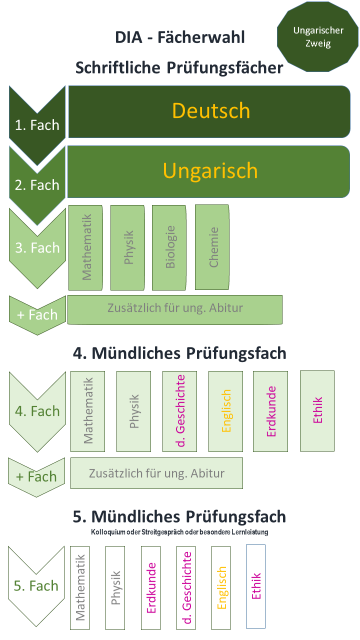 DIA - Fächerwahl
Ungarischer
Zweig
Schriftliche Prüfungsfächer
1. Fach
Deutsch
2. Fach
Ungarisch
3. Fach
Mathematik
Physik
Biologie
Chemie
+ Fach
Zusätzlich für ung. Abitur
4. Mündliches Prüfungsfach
4. Fach
Mathematik
Physik
d. Geschichte
Englisch
Erdkunde
Ethik
+ Fach
Zusätzlich für ung. Abitur
5. Mündliches Prüfungsfach
Kolloquium oder Streitgespräch oder besondere Lernleistung
5. Fach
Mathematik
Physik
Erdkunde
d. Geschichte
Englisch
Ethik